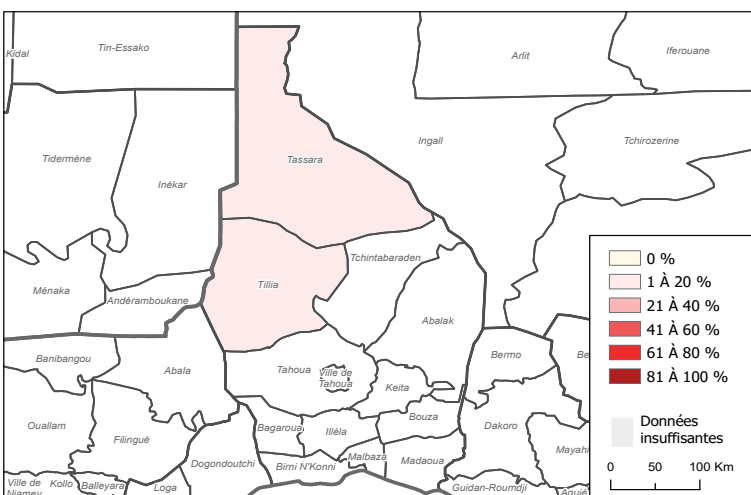 Kidal
Tin-Essako
Arlit
Iferouane
Ingall
Tchirozerine
Tidermène
Tassara
Inékar
Tchintabaraden
Tillia
Ménaka
Andéramboukane
Abalak
Banibangou
Abala
Tahoua
Ville de
Tahoua
Keita
Bermo
Be
Ouallam
Filingué
Bagaroua
Illéla
Bouza
Dakoro
Mayahi
Dogondoutchi
Birni N'Konni
Malbaza
Madaoua
Ville de
Niamey
Kollo
Balleyara
Loga
Guidan-Roumdji
Aguié
0 %
1 À 20 %
21 À 40 %
41 À 60 %
61 À 80 %
81 À 100 %
Données
insuffisantes
0 50 100 Km